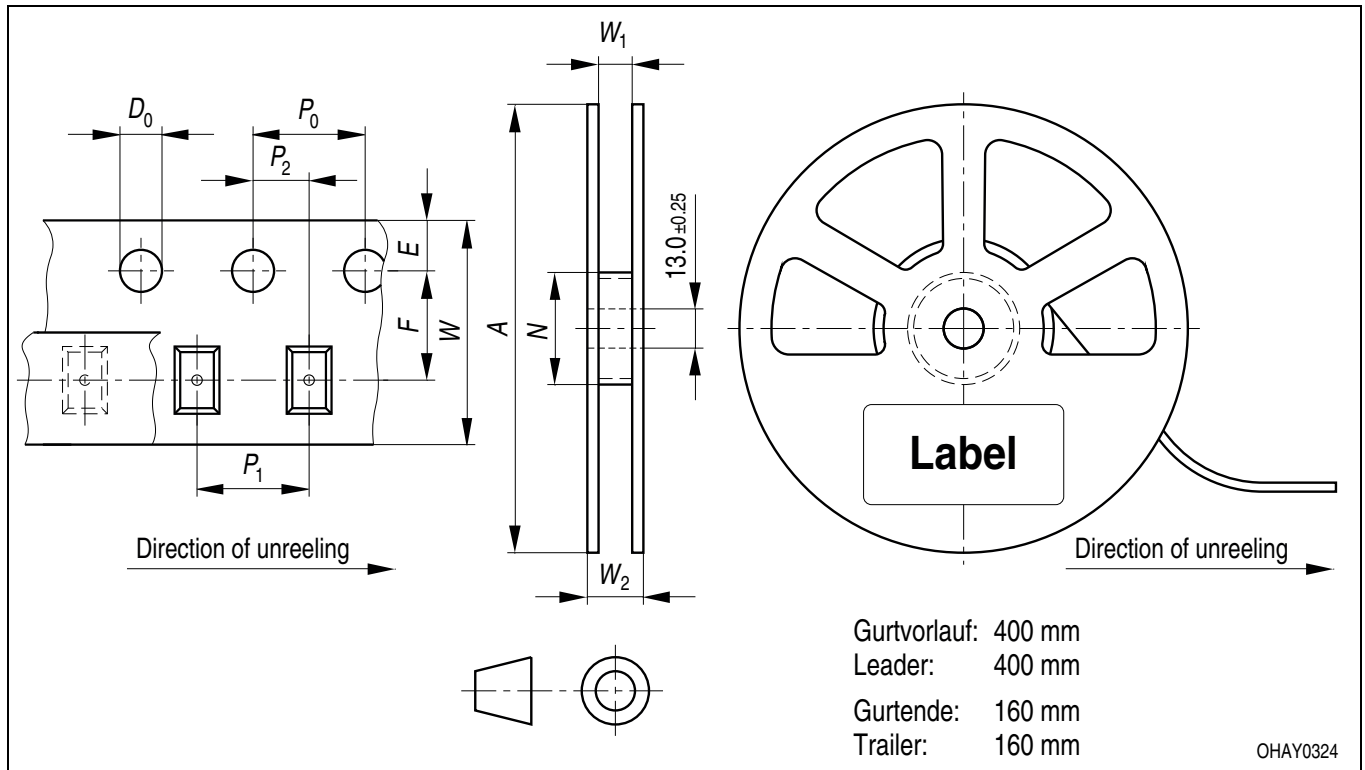 W1
D0
P0
P2
E
F
W
A
N
13.0±0.25
P1
W2
Label
Direction of unreeling
Direction of unreeling
Gurtvorlauf: 400 mm
Leader: 400 mm
Gurtende: 160 mm
Trailer: 160 mm
OHAY0324